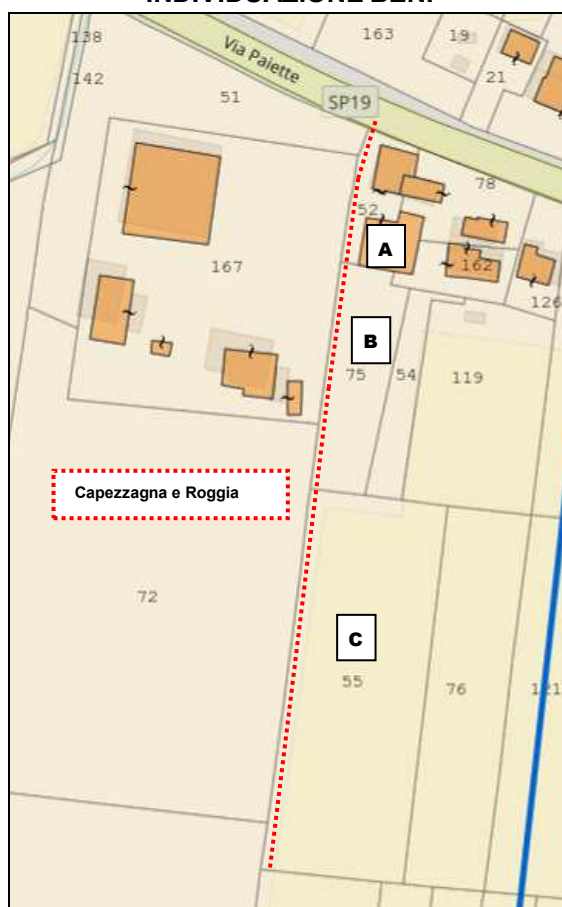 INDIVIDUAZIONE BENI
138
163
19
142
Via Paiette
21
51
SP19
78
52
A
167
162
126
B
75
54
119
Capezzagna e Roggia
72
C
55
76
121